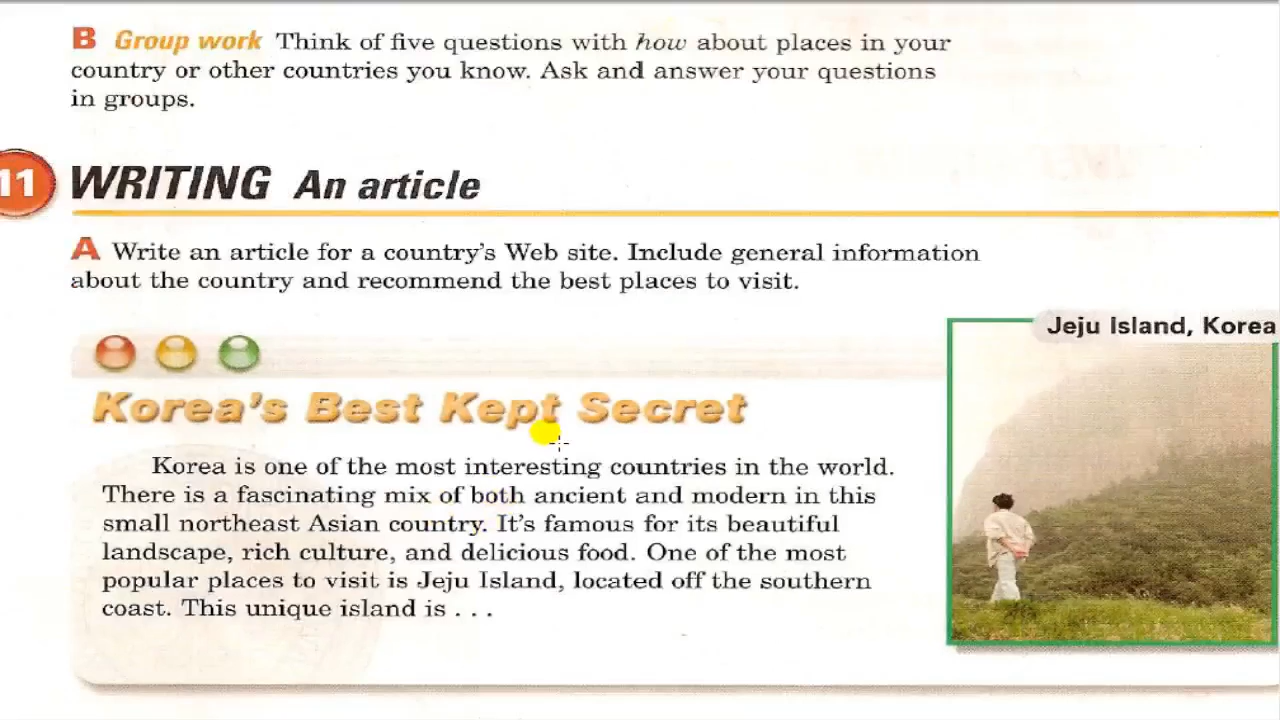 B Group work Think of five questions with how about places in your
country or other countries you know. Ask and answer your questions
in groups.
11 WRITING An article
A Write an article for a country's Web site. Include general information
about the country and recommend the best places to visit.
Jeju Island, Korea
Korea's Best Kept Secret
Korea is one of the most interesting countries in the world.
There is a fascinating mix of both ancient and modern in this
small northeast Asian country. It's famous for its beautiful
landscape, rich culture, and delicious food. One of the most
popular places to visit is Jeju Island, located off the southern
coast. This unique island is . . .